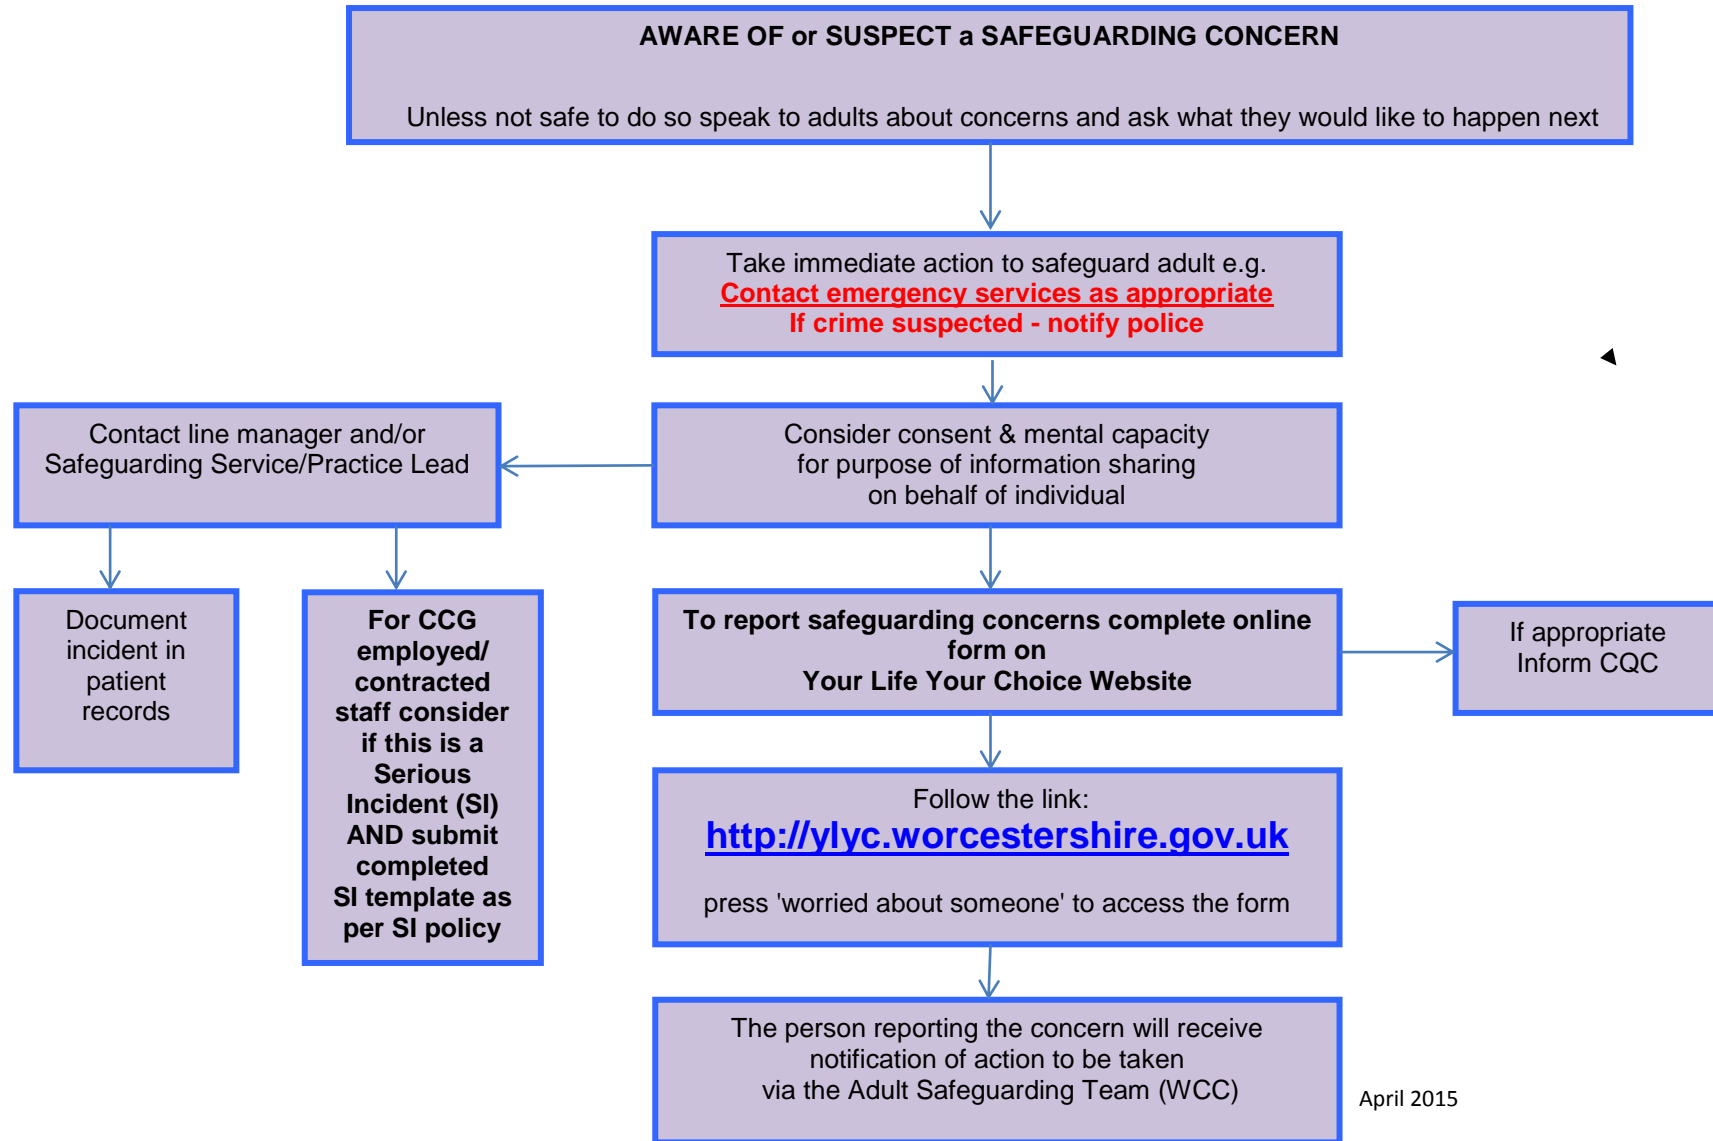 AWARE OF or SUSPECT a SAFEGUARDING CONCERN
Unless not safe to do so speak to adults about concerns and ask what they would like to happen next
Take immediate action to safeguard adult e.g.
Contact emergency services as appropriate
If crime suspected - notify police
Contact line manager and/or
Safeguarding Service/Practice Lead
Consider consent & mental capacity
for purpose of information sharing
on behalf of individual
Document
incident in
patient
records
For CCG
employed/
contracted
staff consider
if this is a
Serious
Incident (SI)
AND submit
completed
SI template as
per SI policy
To report safeguarding concerns complete online
form on
Your Life Your Choice Website
If appropriate
Inform CQC
Follow the link:
http://ylyc.worcestershire.gov.uk
press 'worried about someone' to access the form
The person reporting the concern will receive
notification of action to be taken
via the Adult Safeguarding Team (WCC)
April 2015